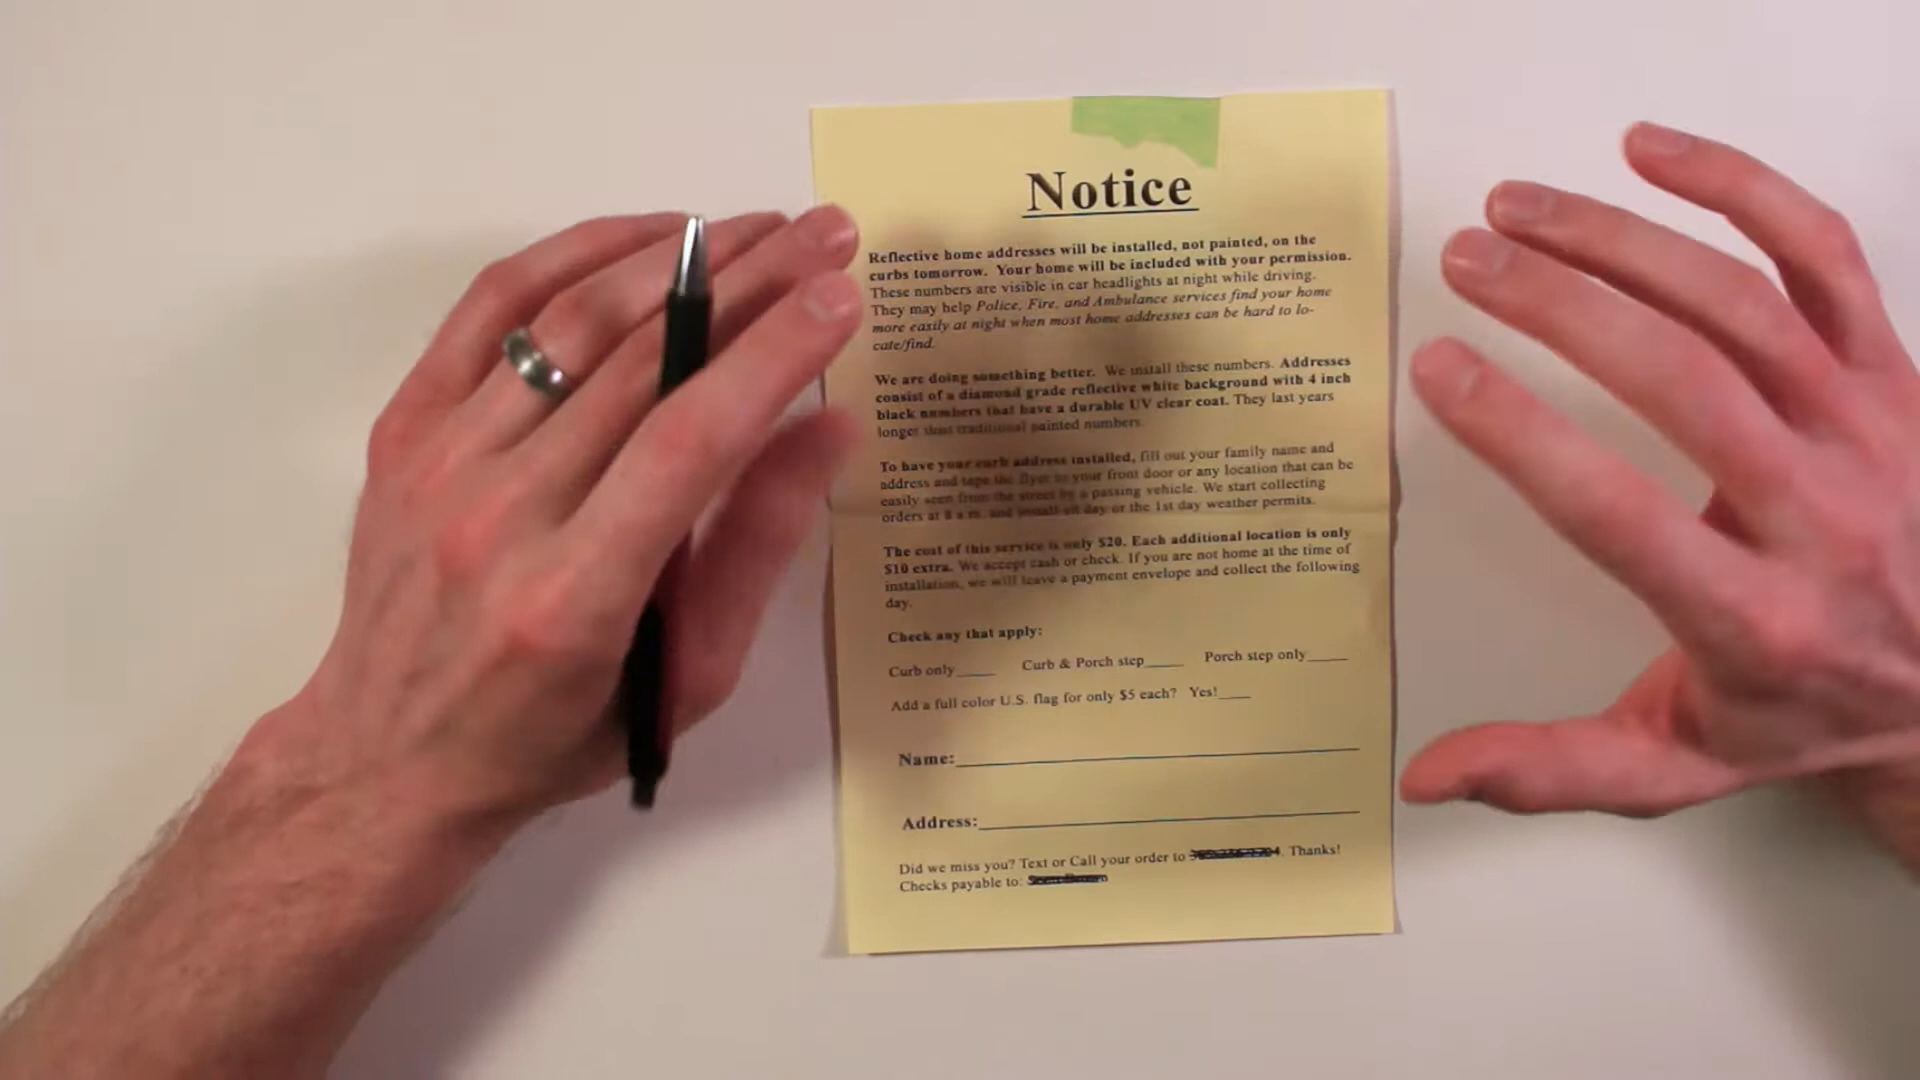 Notice
Reflective home addresses will be installed, not painted, on the
curbs tomorrow. Your home will be included with your permission.
These numbers are visible in car headlights at night while driving.
They may help Police, Fire, and Ambulance services find your home
more easily at night when most home addresses can be hard to lo-
cate/find.
We are doing something better. We install these numbers. Addresses
consist of a diamond grade reflective white background with 4 inch
black numbers that have a durable UV clear coat. They last years
longer than traditional painted numbers.
To have your curb address installed, fill out your family name and
address and tape the flyer to your front door or any location that can be
easily seen from the street by a passing vehicle. We start collecting
orders at 8 a.m. and install all day or the 1st day weather permits.
The cost of this service is only $20. Each additional location is only
$10 extra. We accept cash or check. If you are not home at the time of
installation, we will leave a payment envelope and collect the following
day.
Check any that apply:
Curb only____ Curb & Porch step____ Porch step only____
Add a full color U.S. flag for only $5 each? Yes!____
Name:____
Address:____
Did we miss you? Text or Call your order to . Thanks!
Checks payable to: